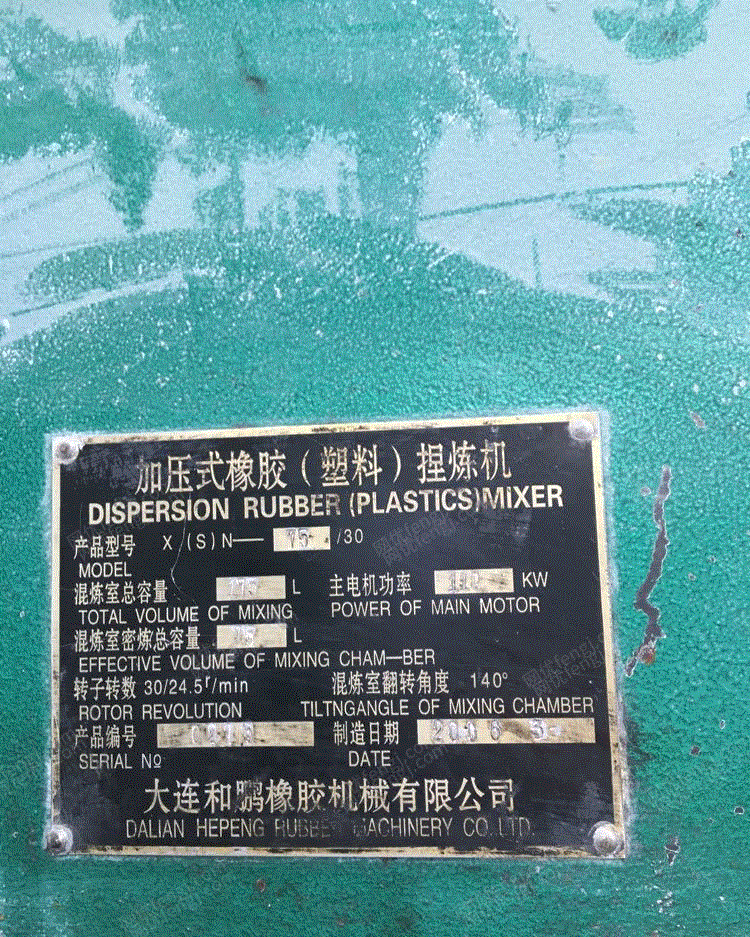 加压式橡胶(塑料)捏炼机
DISPERSION RUBBER (PLASTICS)MIXER
产品型号 X(S)N— 75 /30
MODEL
混炼室总容量 175 L 主电机功率 KW
TOTAL VOLUME OF MIXING POWER OF MAIN MOTOR
混炼室密炼总容量 75 L
EFFECTIVE VOLUME OF MIXING CHAM—BER
转子转数 30/24.5r/min 混炼室翻转角度 140°
ROTOR REVOLUTION TILTNGANGLE OF MIXING CHAMBER
产品编号 制造日期 2006 5
SERIAL No DATE
大连和鹏橡胶机械有限公司
DALIAN HEPENG RUBBER MACHINERY CO.LTD.